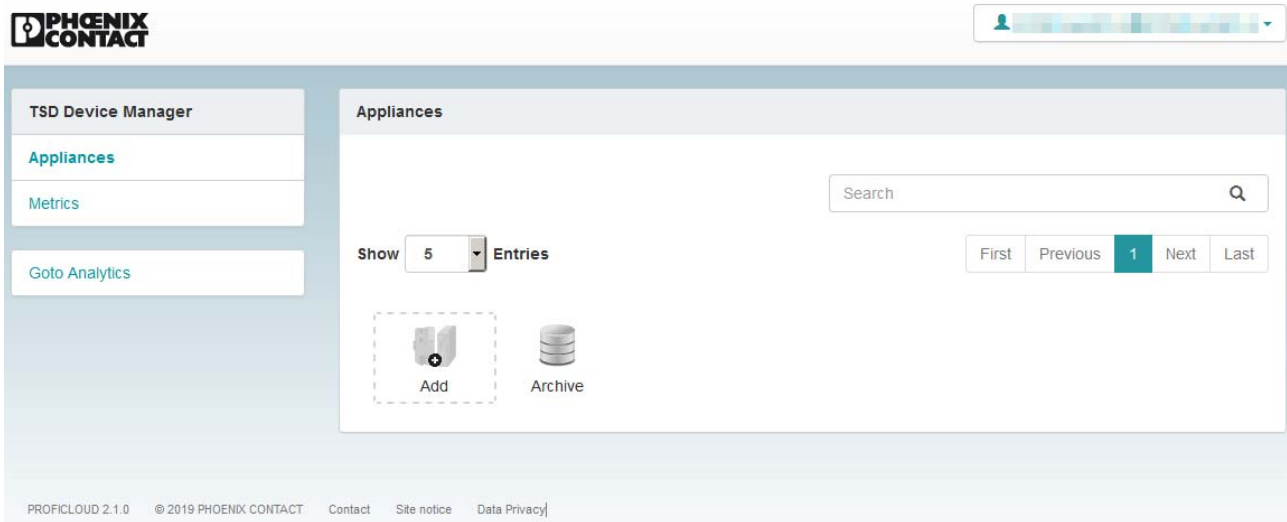 PHŒNIX
CONTACT
TSD Device Manager
Appliances
Metrics
Goto Analytics
Appliances
Search
Show 5 Entries
First Previous 1 Next Last
Add Archive
PROFICLOUD 2.1.0 © 2019 PHOENIX CONTACT Contact Site notice Data Privacy